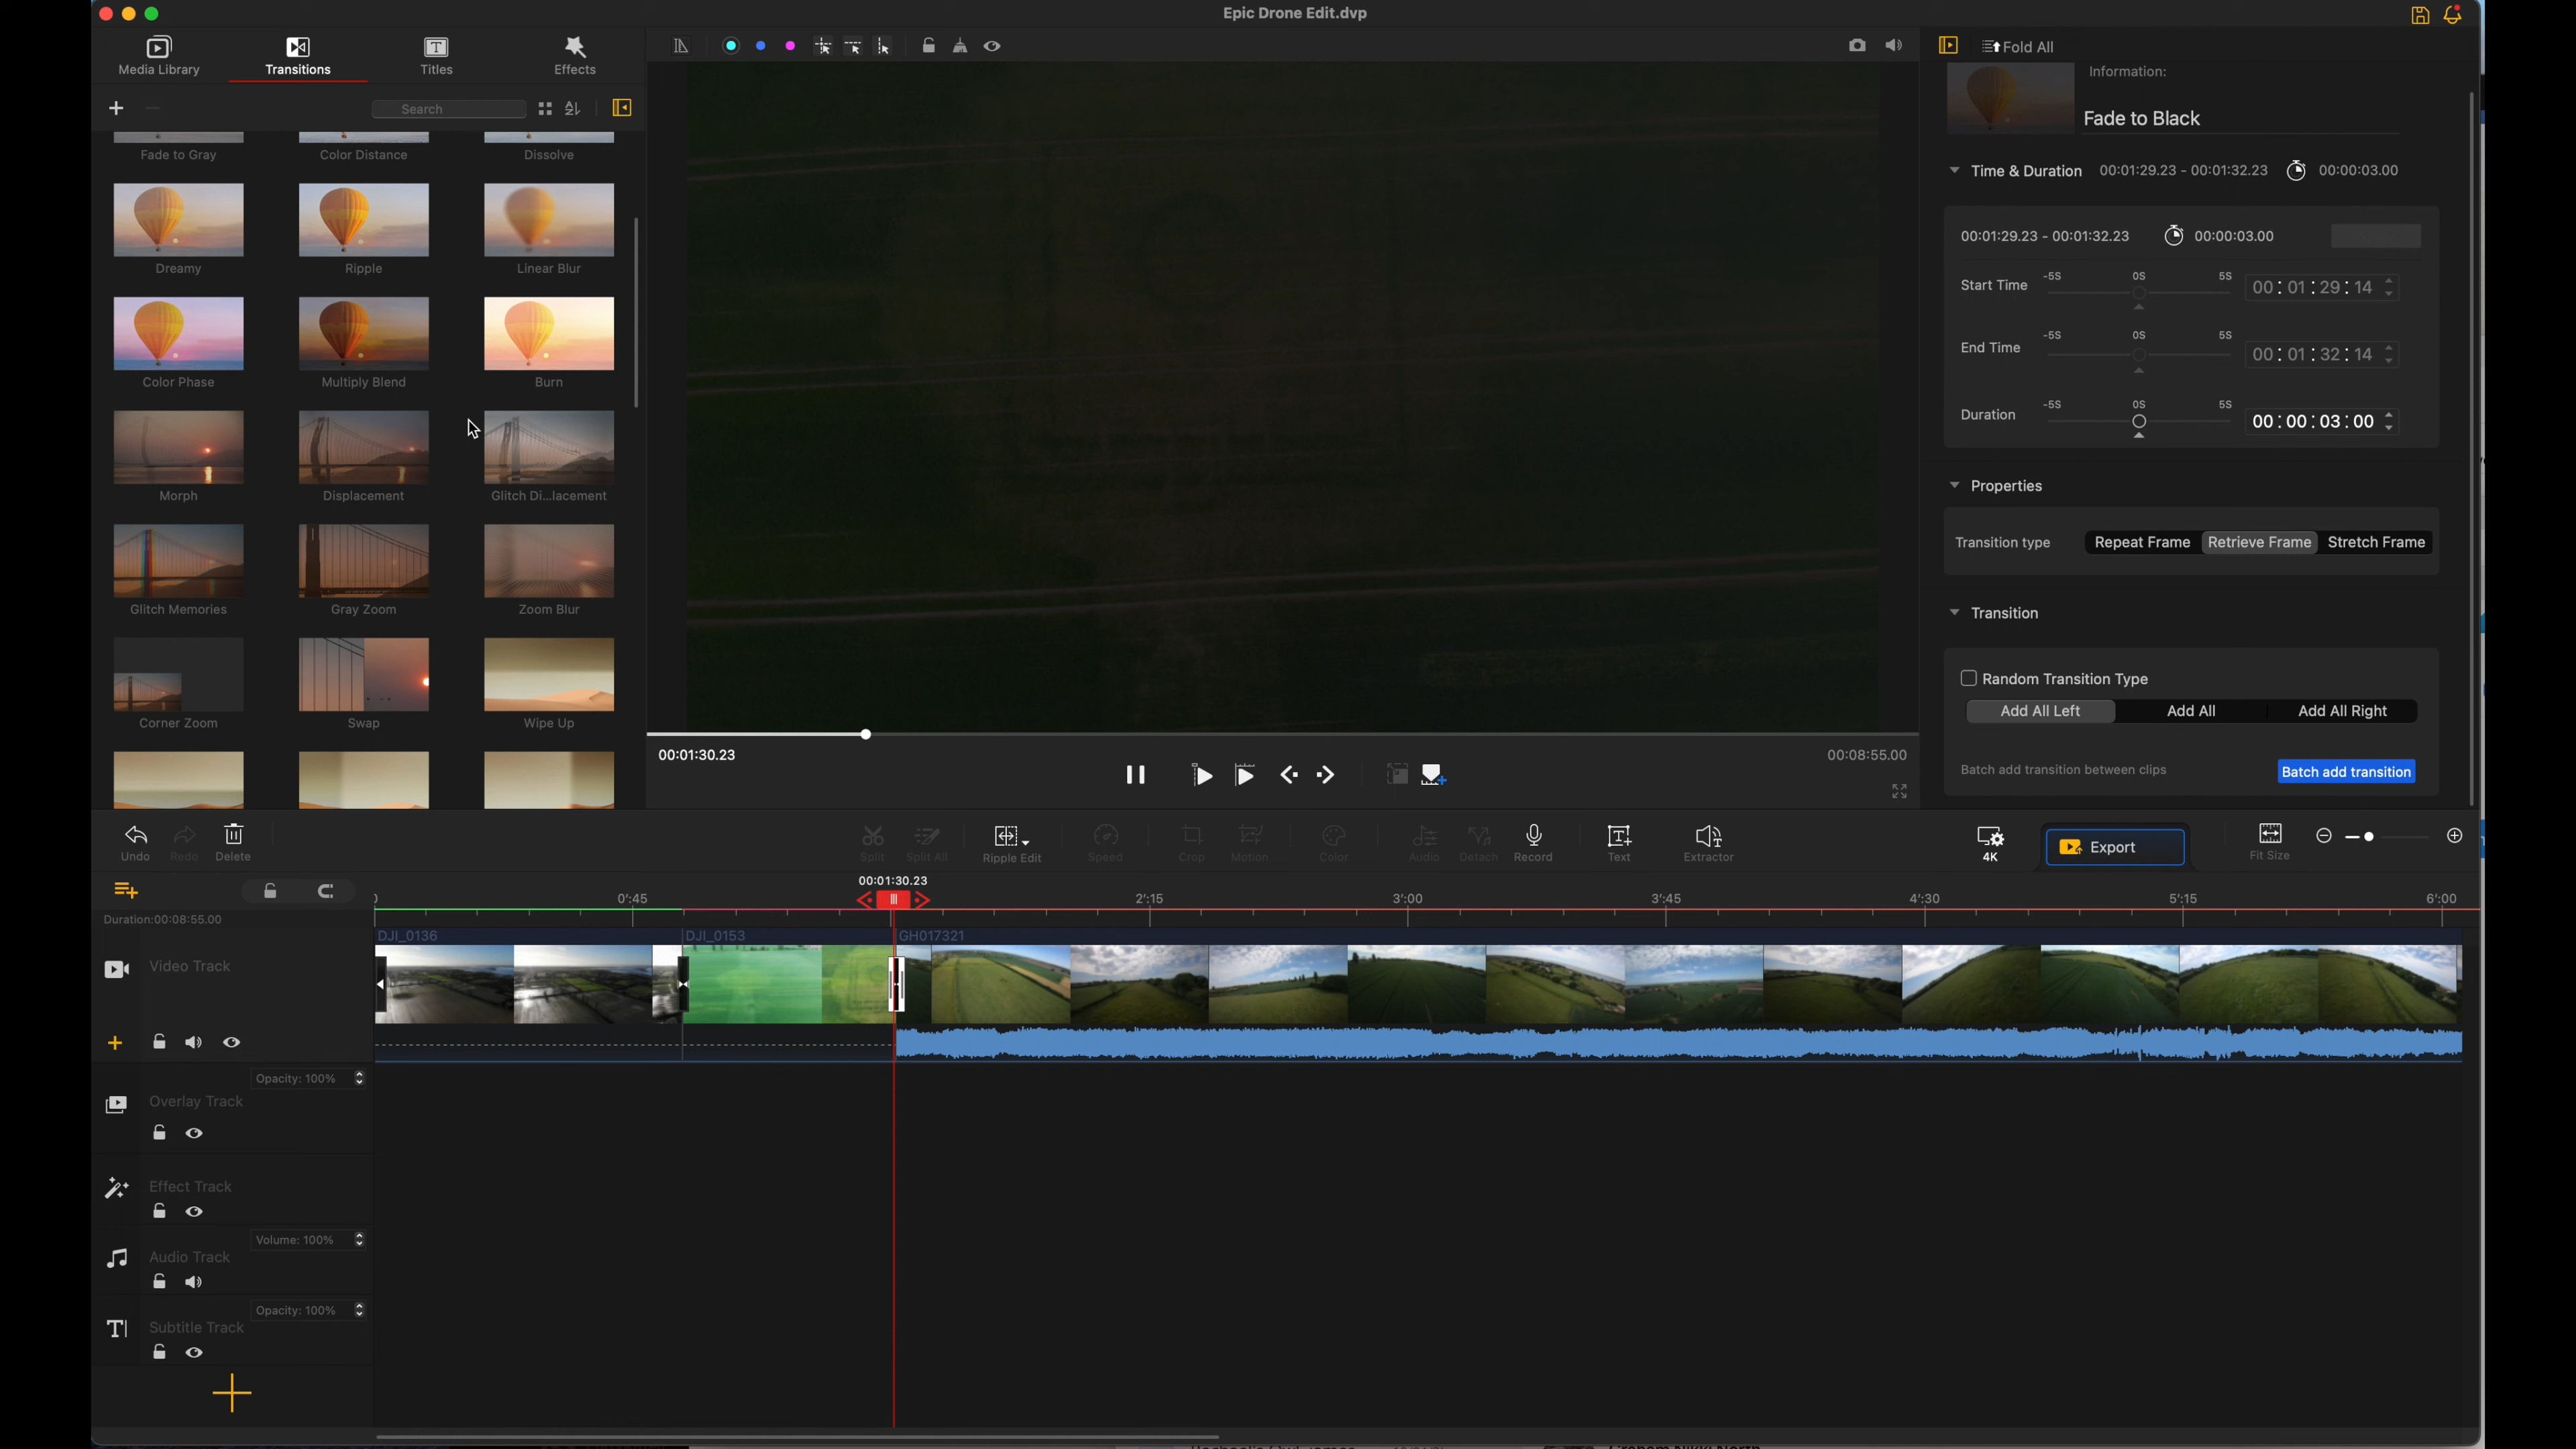 Epic Drone Edit.dvp
Media Library
Transitions
Titles
Effects
Fold All
Search
Information:
Fade to Black
Fade to Gray
Color Distance
Dissolve
Dreamy
Ripple
Linear Blur
Color Phase
Multiply Blend
Burn
Morph
Displacement
Glitch Di...lacement
Glitch Memories
Gray Zoom
Zoom Blur
Corner Zoom
Swap
Wipe Up
Time & Duration 00:01:29.23 - 00:01:32.23 00:00:03.00
00:01:29.23 - 00:01:32.23 00:00:03.00
-5S 0S 5S
Start Time 00 : 01 : 29 : 14
-5S 0S 5S
End Time 00 : 01 : 32 : 14
-5S 0S 5S
Duration 00 : 00 : 03 : 00
Properties
Transition type Repeat Frame Retrieve Frame Stretch Frame
Transition
Random Transition Type
Add All Left Add All Add All Right
Batch add transition between clips Batch add transition
00:01:30.23
00:08:55.00
Undo
Redo
Delete
Split
Split All
Ripple Edit
Speed
Crop
Motion
Color
Audio
Detach
Record
Text
Extractor
4K
Export
Fit Size
00:01:30.23
0':45 2':15 3':00 3':45 4':30 5':15 6':00
Duration:00:08:55.00
DJI_0136 DJI_0153 GH017321
Video Track
Opacity: 100%
Overlay Track
Effect Track
Volume: 100%
Audio Track
Opacity: 100%
Subtitle Track